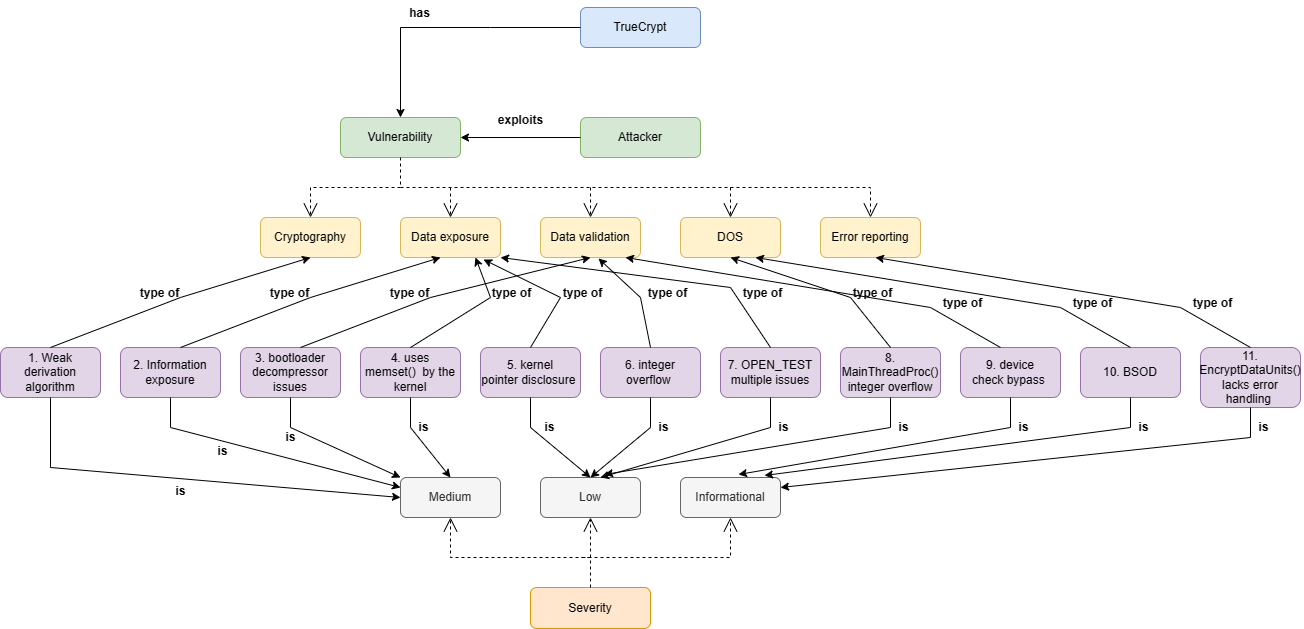 has
TrueCrypt
Vulnerability
exploits
Attacker
Cryptography
Data exposure
Data validation
DOS
Error reporting
type of
type of
type of
type of
type of
type of
type of
type of
type of
type of
type of
1. Weak
derivation
algorithm
2. Information
exposure
3. bootloader
decompressor
issues
4. uses
memset()  by the
kernel
5. kernel
pointer disclosure
6. integer
overflow
7. OPEN_TEST
multiple issues
8.
MainThreadProc()
integer overflow
9. device
check bypass
10. BSOD
11.
EncryptDataUnits()
lacks error
handling
is
is
is
is
is
is
is
is
is
is
is
Medium
Low
Informational
Severity